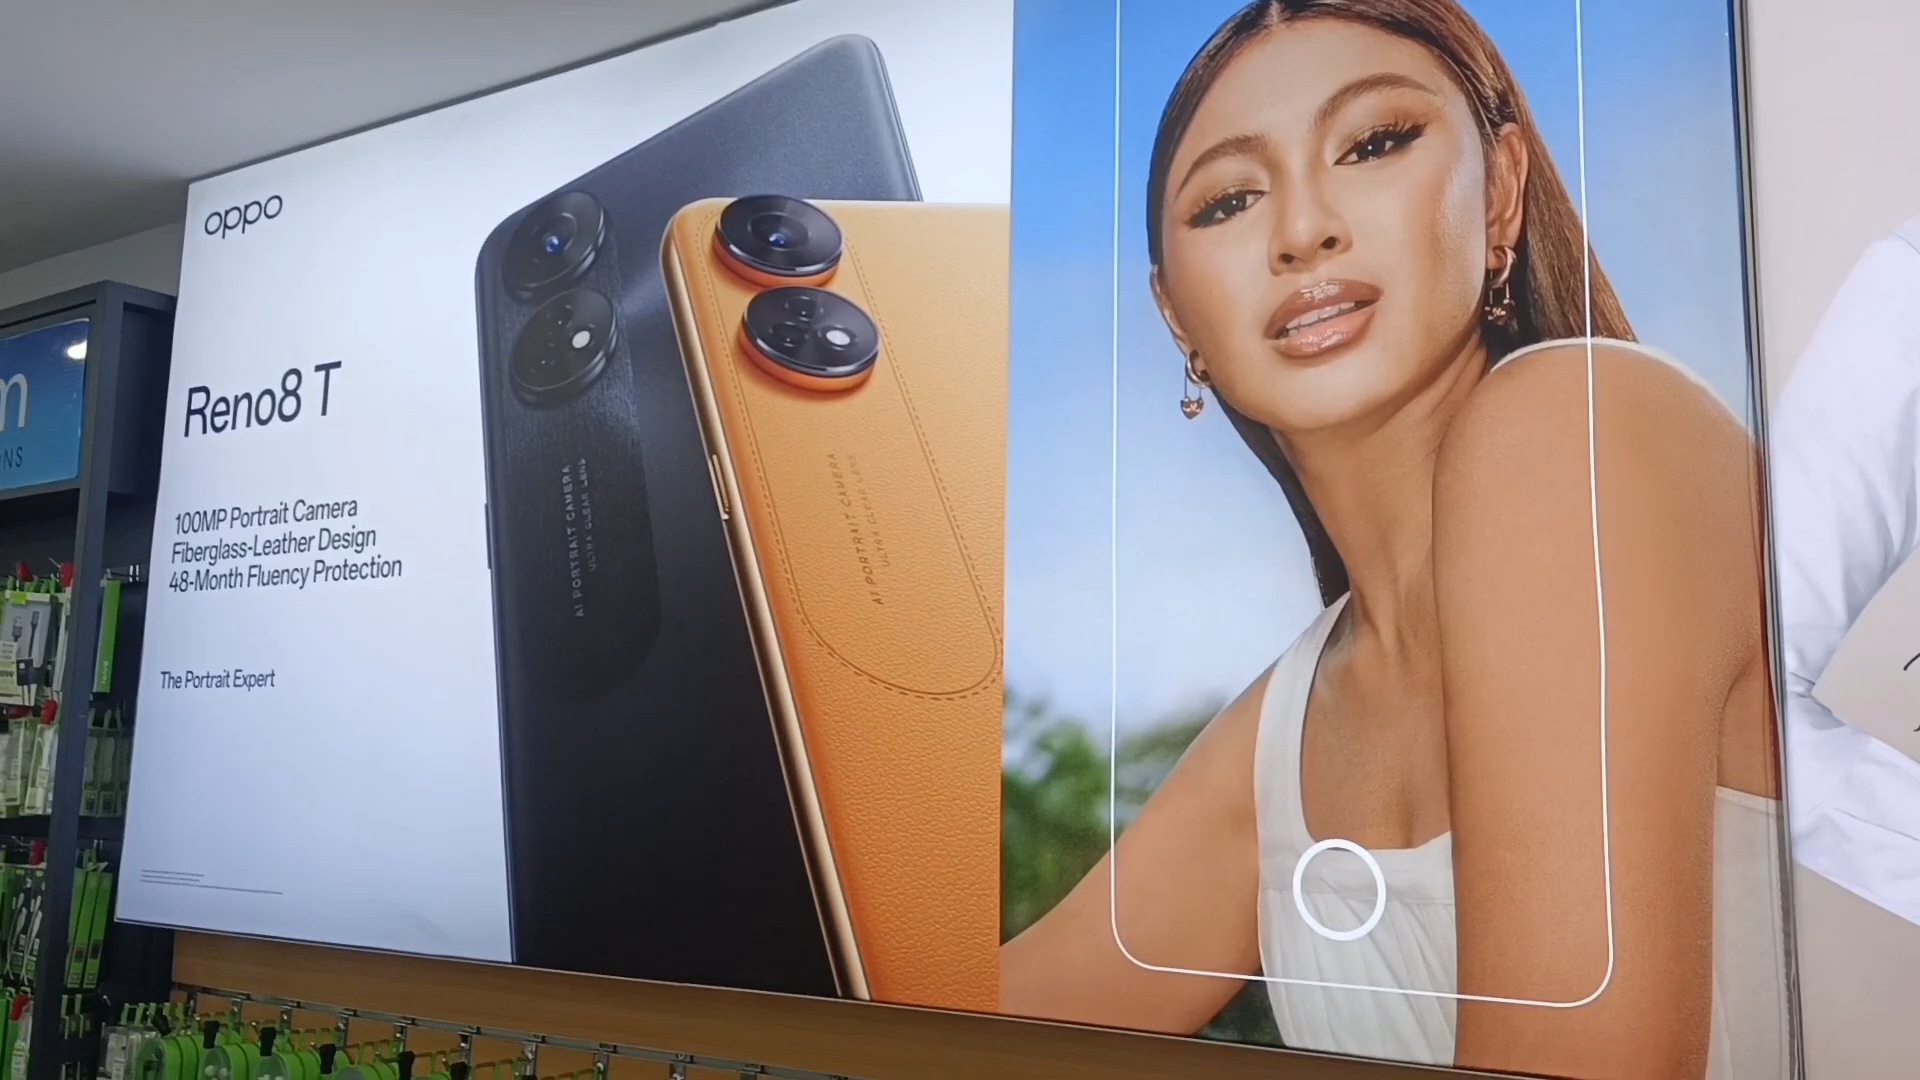 oppo
Reno8 T
100MP Portrait Camera
Fiberglass-Leather Design
48-Month Fluency Protection
The Portrait Expert
AI PORTRAIT CAMERA
ULTRA CLEAR LENS
AI PORTRAIT CAMERA
ULTRA CLEAR LENS